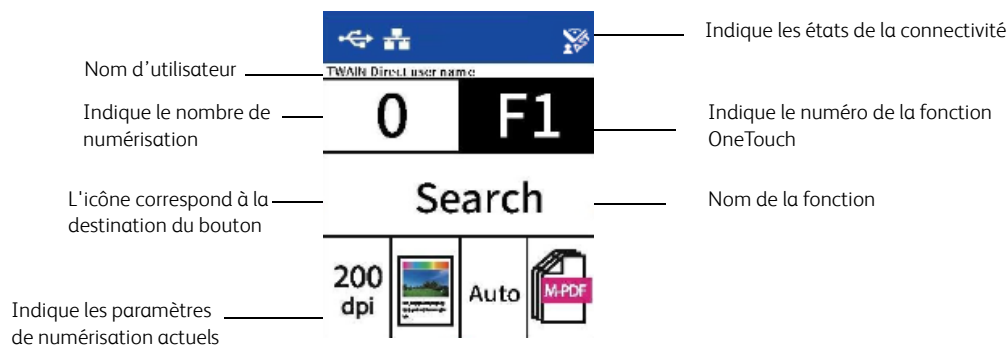 Indique les états de la connectivité
Nom d'utilisateur
TWAIN Direct user name
Indique le nombre de
numérisation
0
F1
Indique le numéro de la fonction
OneTouch
L'icône correspond à la
destination du bouton
Search
Nom de la fonction
200
dpi
Auto
M-PDF
Indique les paramètres
de numérisation actuels